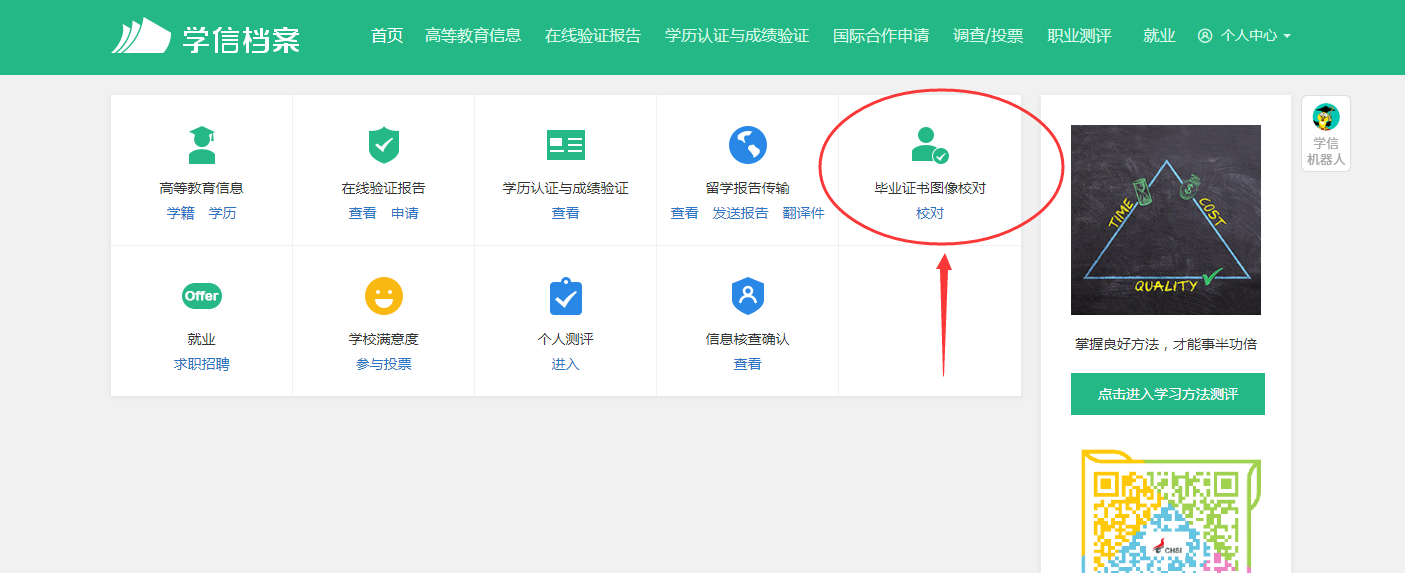 学信档案
首页 高等教育信息 在线验证报告 学历认证与成绩验证 国际合作申请 调查/投票 职业测评 就业 个人中心
高等教育信息 在线验证报告 学历认证与成绩验证 留学报告传输 毕业证书图像校对
学籍 学历 查看 申请 查看 查看 发送报告 翻译件 校对
Offer
就业 学校满意度 个人测评 信息核查确认
求职招聘 参与投票 进入 查看
TIME COST
QUALITY
掌握良好方法，才能事半功倍
点击进入学习方法测评
CHSI
学信
机器人